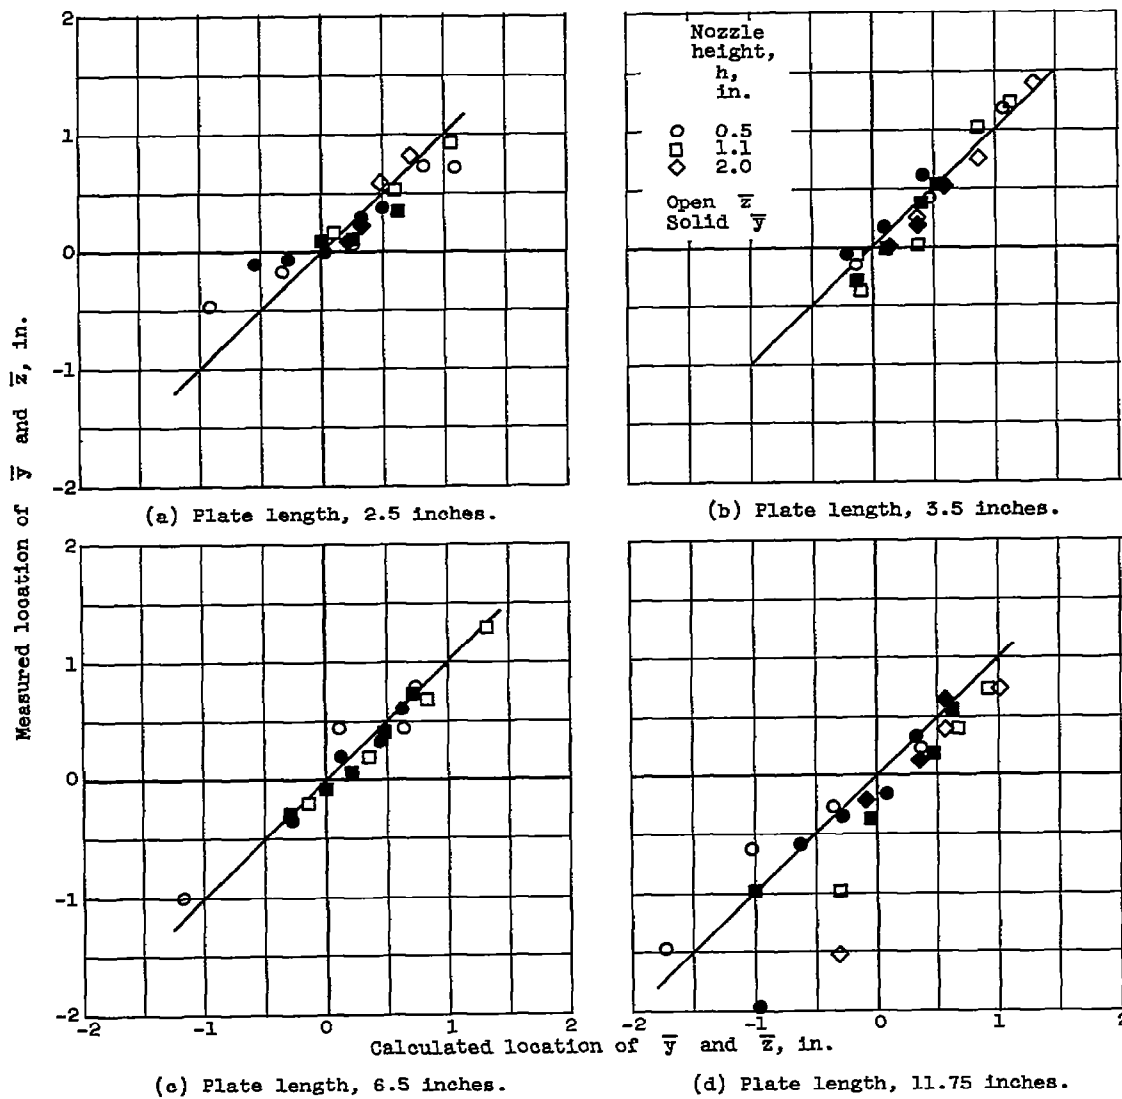 2
1
0
-1
-2
Nozzle
height,
h,
in.
○ 0.5
□ 1.1
◇ 2.0
Open z̅
Solid y̅
(a) Plate length, 2.5 inches.
(b) Plate length, 3.5 inches.
Measured location of y̅ and z̅, in.
2
1
0
-1
-2
-2 -1 0 1 2
-2 -1 0 1 2
Calculated location of y̅ and z̅, in.
(c) Plate length, 6.5 inches.
(d) Plate length, 11.75 inches.